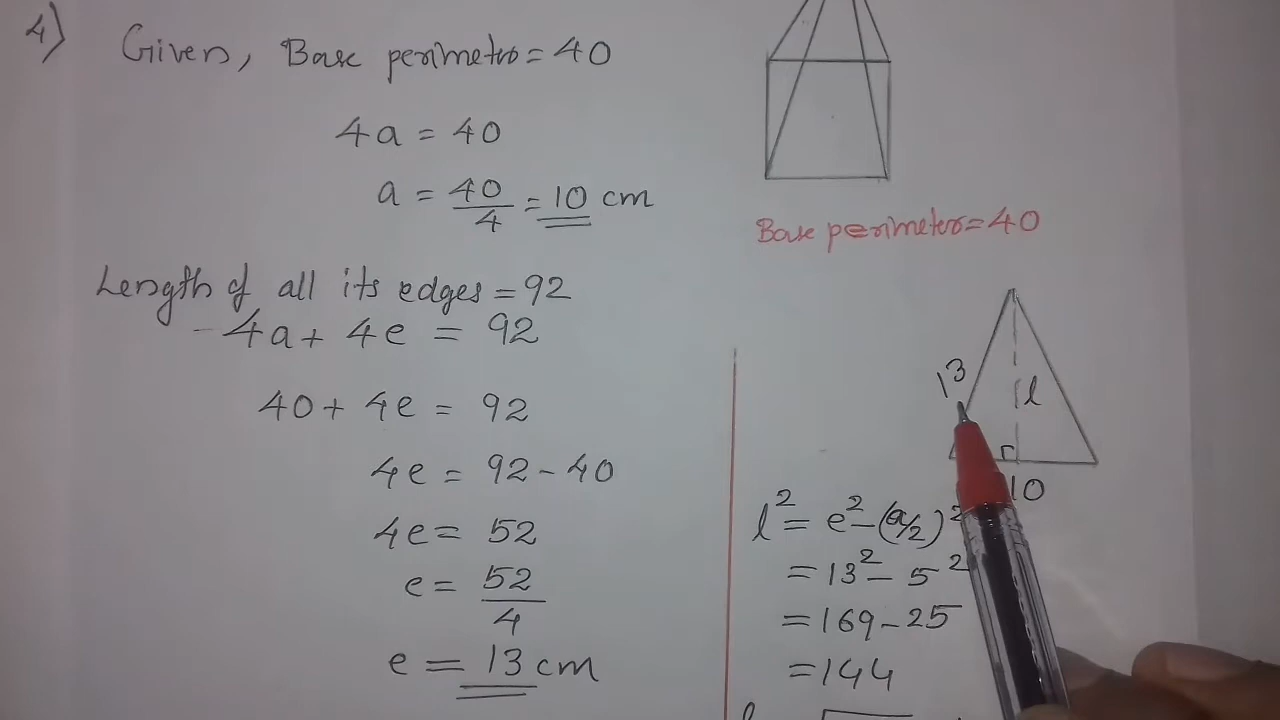 4)
Given, Base perimeter = 40
4a = 40
a = 40/4 = 10 cm
Length of all its edges = 92
4a + 4e = 92
40 + 4e = 92
4e = 92 - 40
4e = 52
e = 52/4
e = 13 cm
Base perimeter = 40
13
l
10
l² = e² - (a/2)²
= 13² - 5²
= 169 - 25
= 144